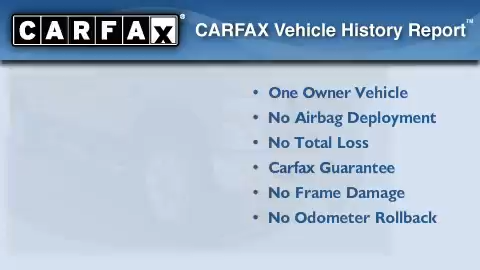 CARFAX® CARFAX Vehicle History Report™
• One Owner Vehicle
• No Airbag Deployment
• No Total Loss
• Carfax Guarantee
• No Frame Damage
• No Odometer Rollback